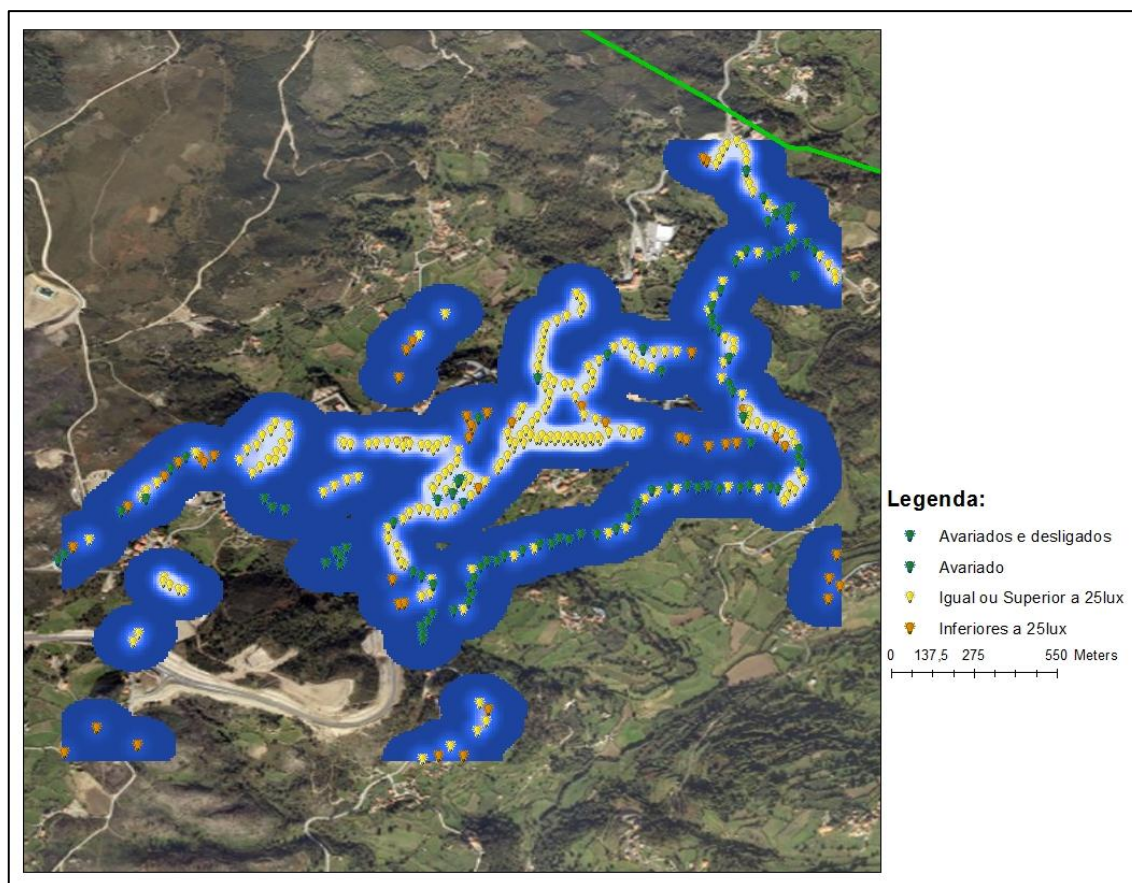 Legenda:
Avariados e desligados
Avariado
Igual ou Superior a 25lux
Inferiores a 25lux
0 137,5 275 550 Meters